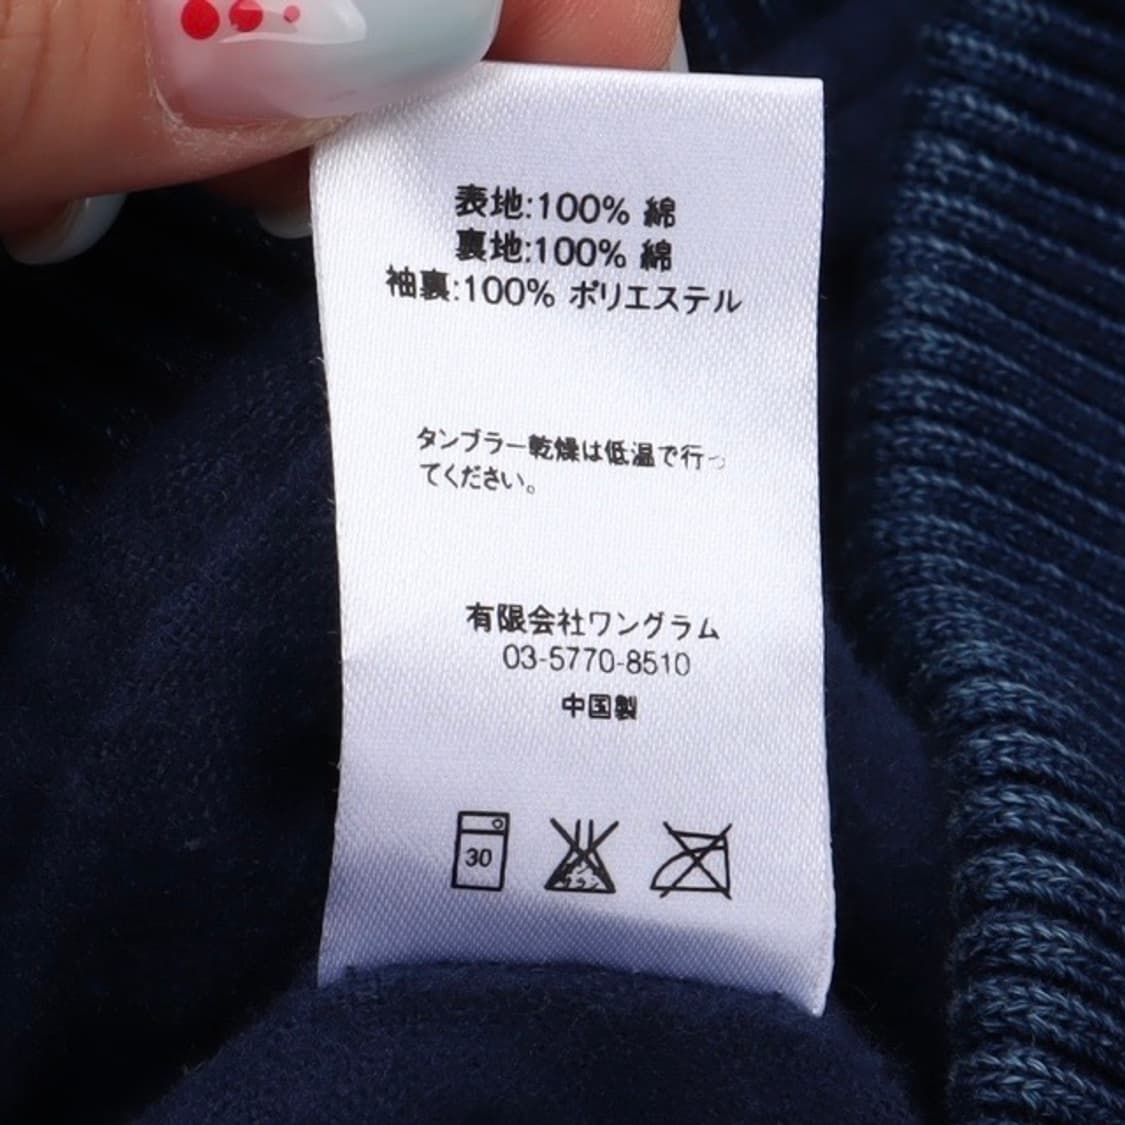 表地:100% 綿
裏地:100% 綿
袖裏:100% ポリエステル
タンブラー乾燥は低温で行っ
てください。
有限会社ワングラム
03-5770-8510
中国製
30